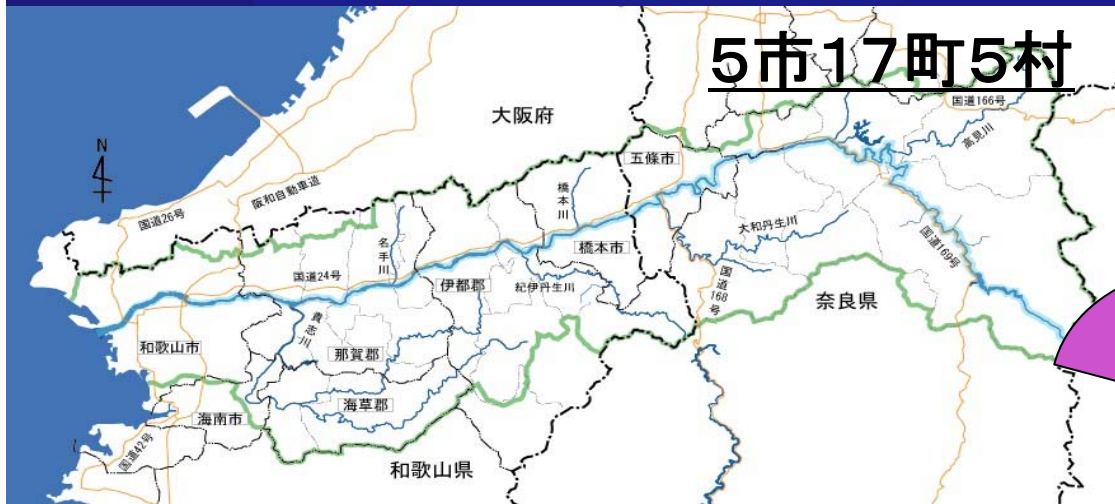 5市17町5村
国道166号
大阪府
高見川
五條市
N
橋本川
阪和自動車道
国道26号
大和丹生川
名手川
橋本市
国道169号
国道24号
伊都郡
紀伊丹生川
国道168号
奈良県
貴志川
和歌山市
那賀郡
海草郡
海南市
国道42号
和歌山県